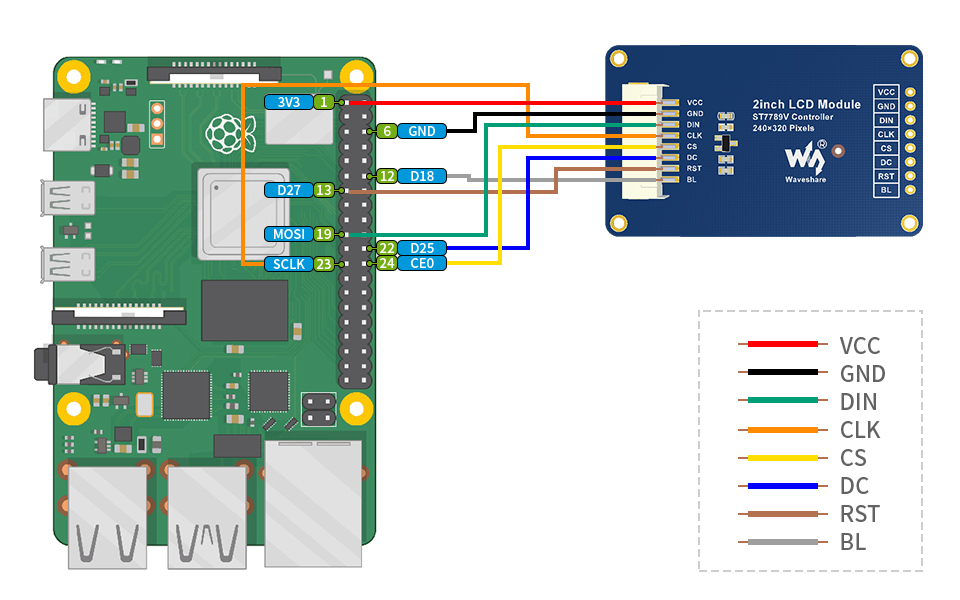 3V3 1
6 GND
12 D18
D27 13
MOSI 19
22 D25
SCLK 23
24 CE0
VCC
GND
DIN
CLK
CS
DC
RST
BL
2inch LCD Module
ST7789V Controller
240×320 Pixels
®
Waveshare
VCC
GND
DIN
CLK
CS
DC
RST
BL
VCC
GND
DIN
CLK
CS
DC
RST
BL